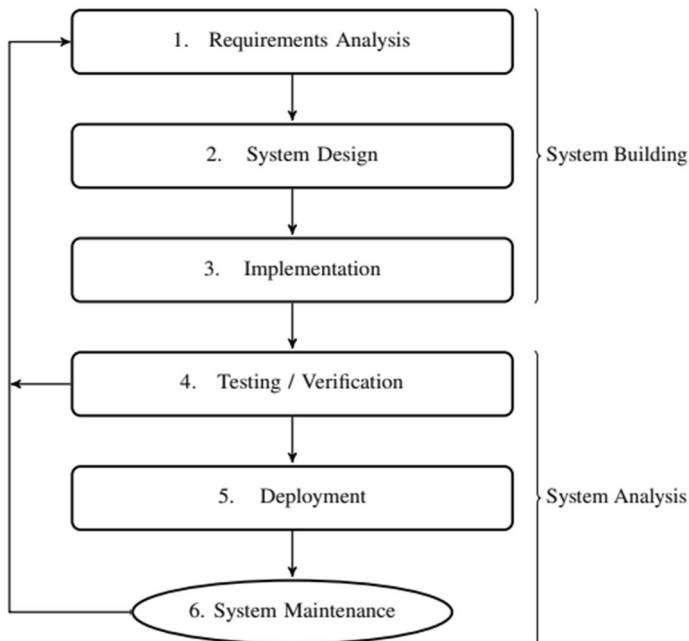 1. Requirements Analysis
2. System Design
System Building
3. Implementation
4. Testing / Verification
5. Deployment
System Analysis
6. System Maintenance